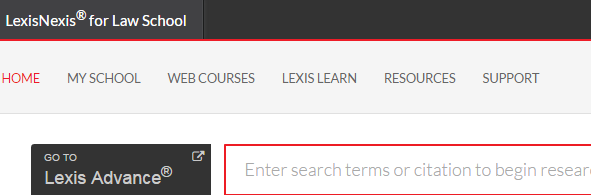 LexisNexis® for Law School
HOME MY SCHOOL WEB COURSES LEXIS LEARN RESOURCES SUPPORT
GO TO
Lexis Advance®
Enter search terms or citation to begin resear